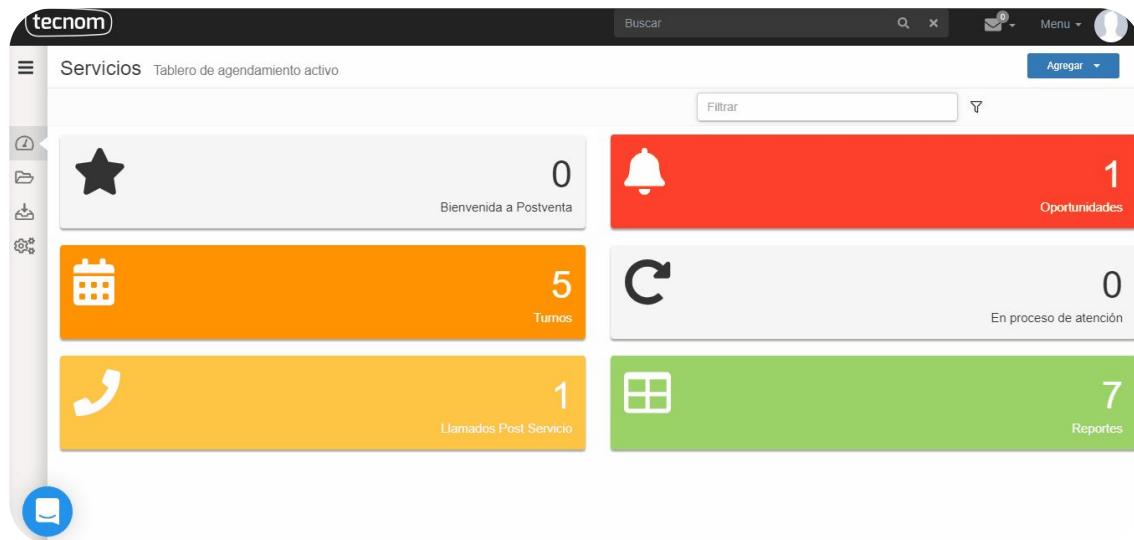 tecnom
Buscar
0
Menu
Servicios Tablero de agendamiento activo
Agregar
Filtrar
0
Bienvenida a Postventa
1
Oportunidades
5
Turnos
0
En proceso de atención
1
Llamados Post Servicio
7
Reportes